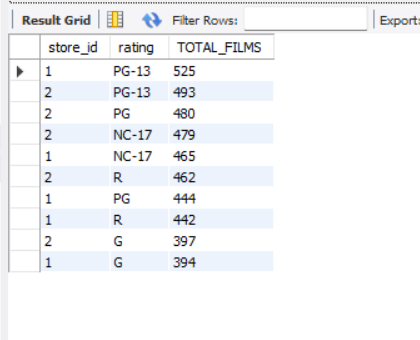 Result Grid Filter Rows: Export:
store_id rating TOTAL_FILMS
1 PG-13 525
2 PG-13 493
2 PG 480
2 NC-17 479
1 NC-17 465
2 R 462
1 PG 444
1 R 442
2 G 397
1 G 394